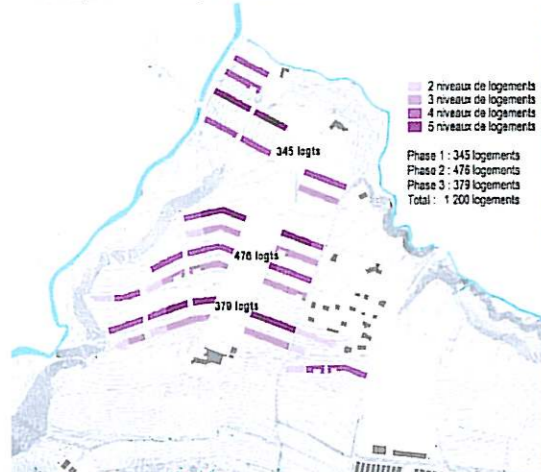 2 niveaux de logements
3 niveaux de logements
4 niveaux de logements
5 niveaux de logements
Phase 1 : 345 logements
Phase 2 : 476 logements
Phase 3 : 379 logements
Total : 1 200 logements
345 logts
476 logts
379 logts